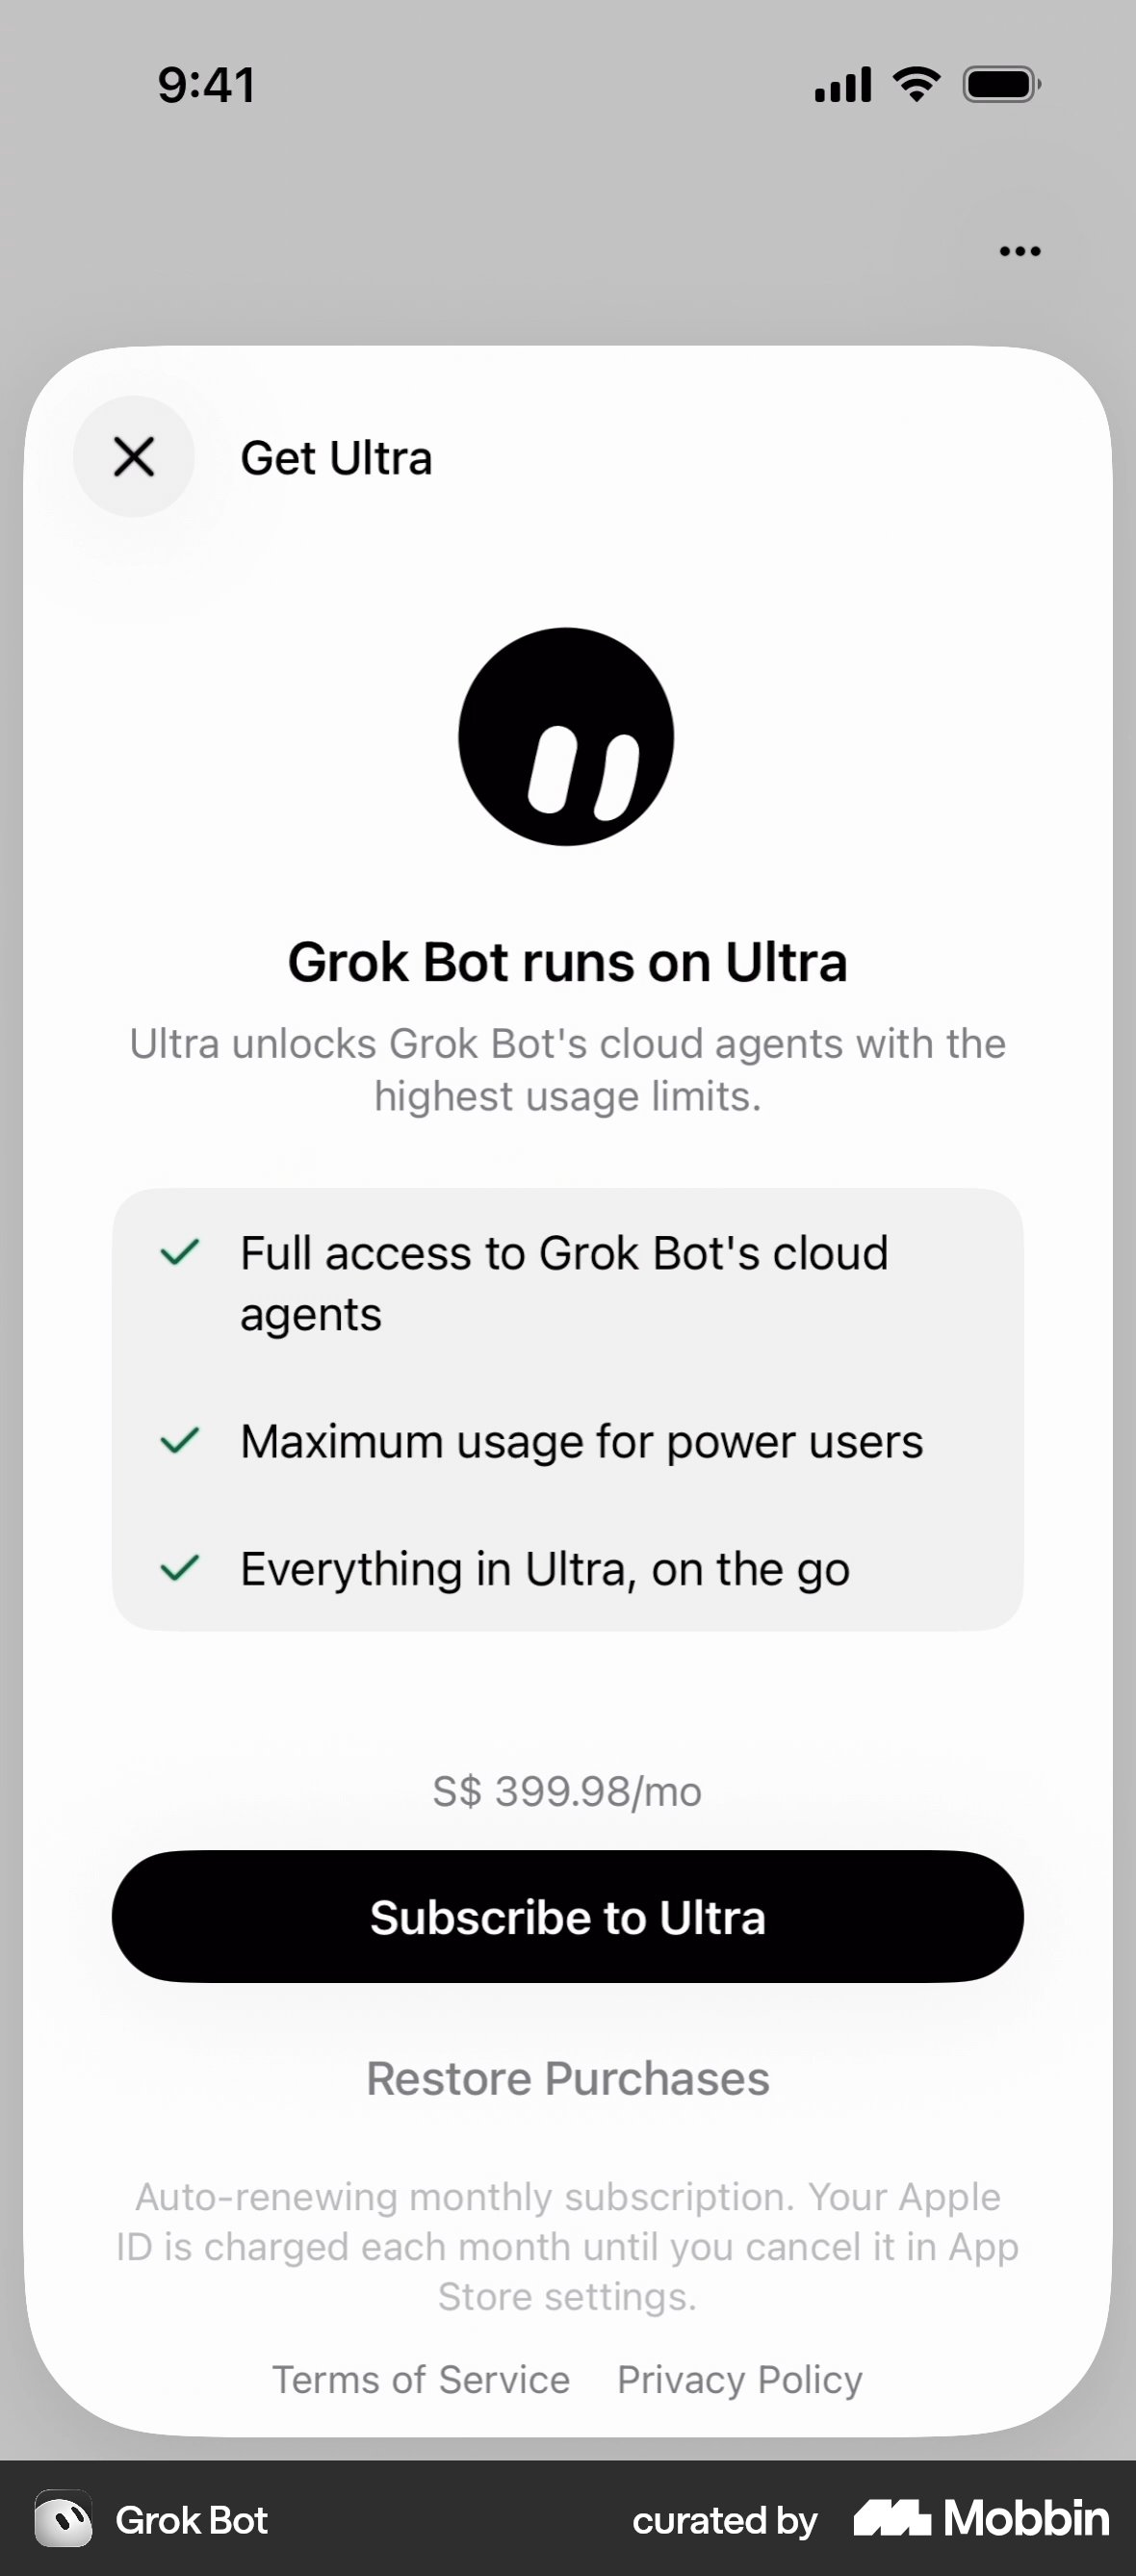 9:41
Get Ultra
Grok Bot runs on Ultra
Ultra unlocks Grok Bot's cloud agents with the
highest usage limits.
Full access to Grok Bot's cloud
agents
Maximum usage for power users
Everything in Ultra, on the go
S$ 399.98/mo
Subscribe to Ultra
Restore Purchases
Auto-renewing monthly subscription. Your Apple
ID is charged each month until you cancel it in App
Store settings.
Terms of Service Privacy Policy
Grok Bot curated by Mobbin